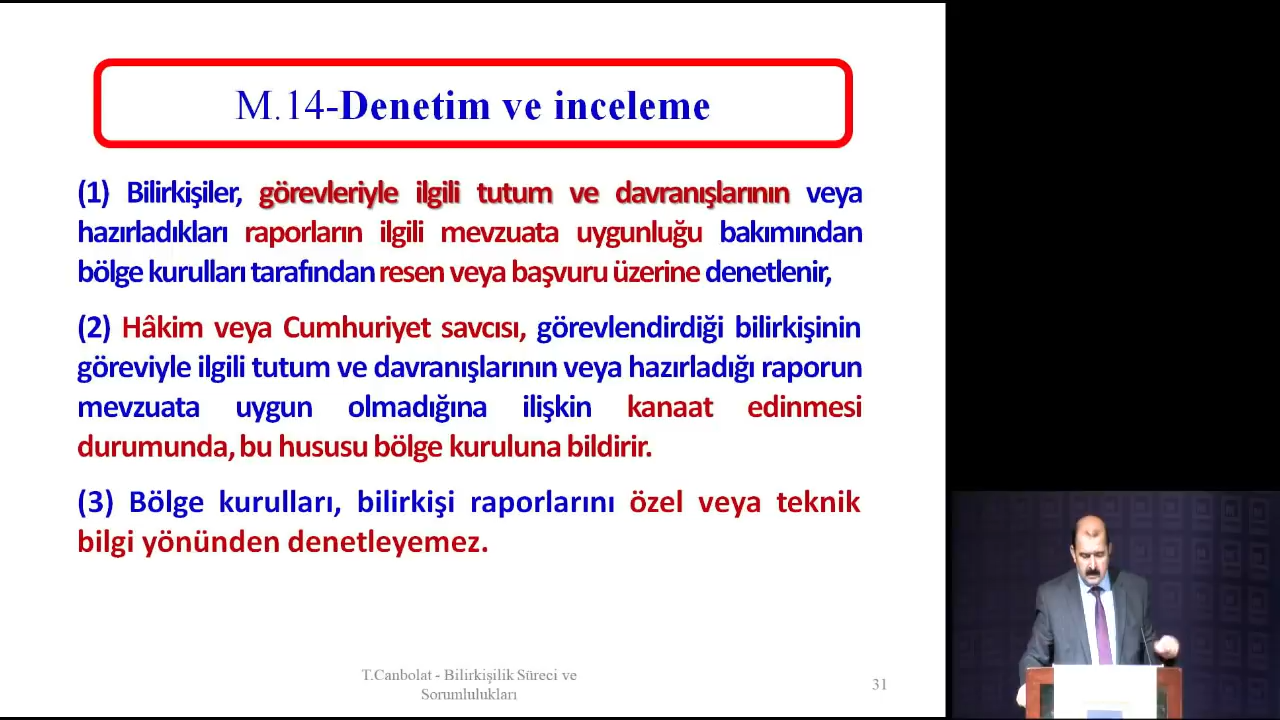 M.14-Denetim ve inceleme
(1) Bilirkişiler, görevleriyle ilgili tutum ve davranışlarının veya
hazırladıkları raporların ilgili mevzuata uygunluğu bakımından
bölge kurulları tarafından resen veya başvuru üzerine denetlenir,
(2) Hâkim veya Cumhuriyet savcısı, görevlendirdiği bilirkişinin
göreviyle ilgili tutum ve davranışlarının veya hazırladığı raporun
mevzuata uygun olmadığına ilişkin kanaat edinmesi
durumunda, bu hususu bölge kuruluna bildirir.
(3) Bölge kurulları, bilirkişi raporlarını özel veya teknik
bilgi yönünden denetleyemez.
T.Canbolat - Bilirkişilik Süreci ve
Sorumlulukları
31